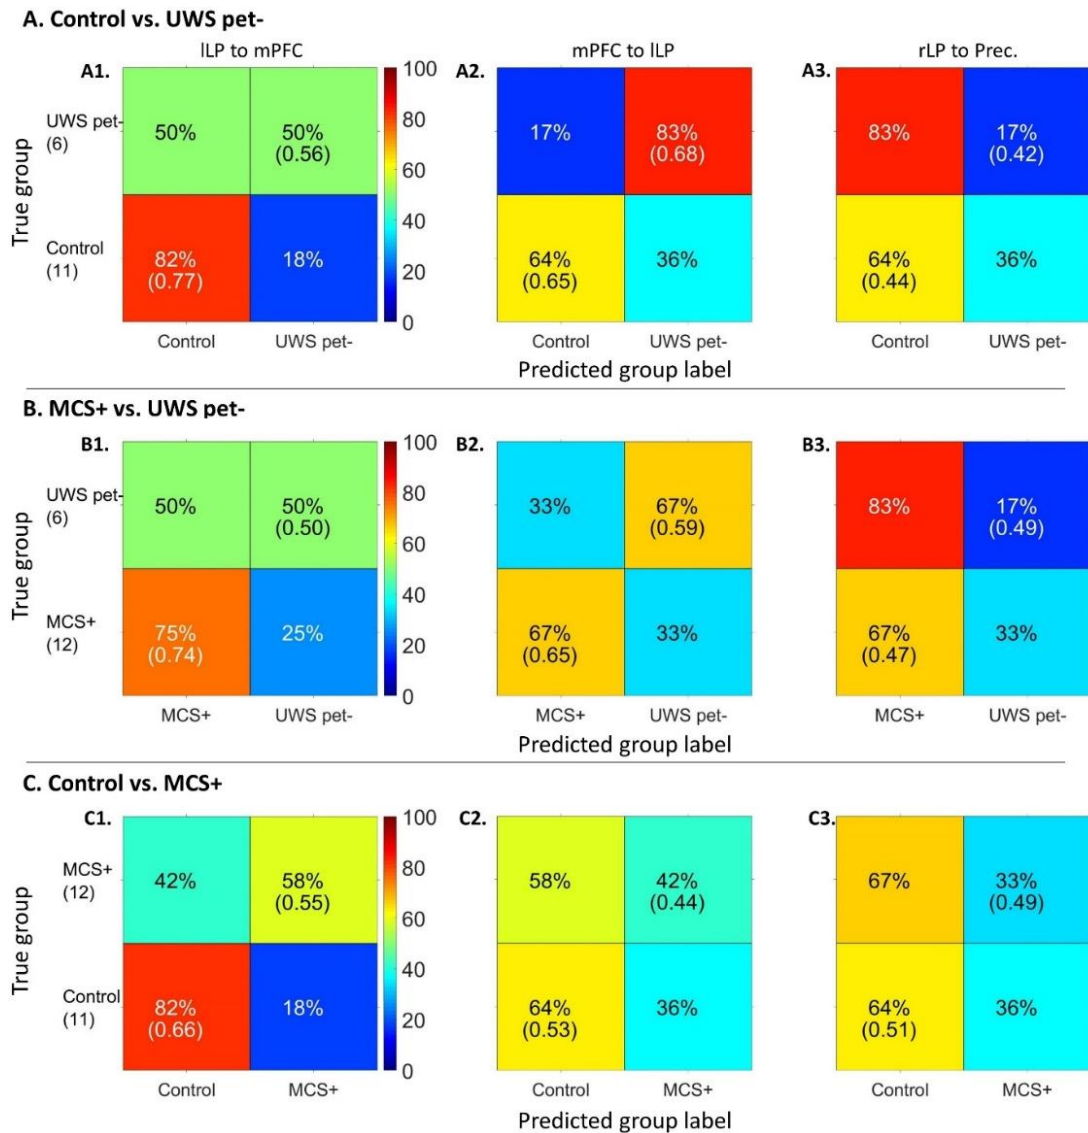 A. Control vs. UWS pet-
lLP to mPFC
mPFC to lLP
rLP to Prec.
A1.
A2.
A3.
True group
UWS pet-
(6)
Control
(11)
50%
50%
(0.56)
82%
(0.77)
18%
100
80
60
40
20
0
17%
83%
(0.68)
64%
(0.65)
36%
83%
17%
(0.42)
64%
(0.44)
36%
Control
UWS pet-
Control
UWS pet-
Control
UWS pet-
Predicted group label
B. MCS+ vs. UWS pet-
B1.
B2.
B3.
True group
UWS pet-
(6)
MCS+
(12)
50%
50%
(0.50)
75%
(0.74)
25%
100
80
60
40
20
0
33%
67%
(0.59)
67%
(0.65)
33%
83%
17%
(0.49)
67%
(0.47)
33%
MCS+
UWS pet-
MCS+
UWS pet-
MCS+
UWS pet-
Predicted group label
C. Control vs. MCS+
C1.
C2.
C3.
True group
MCS+
(12)
Control
(11)
42%
58%
(0.55)
82%
(0.66)
18%
100
80
60
40
20
0
58%
42%
(0.44)
64%
(0.53)
36%
67%
33%
(0.49)
64%
(0.51)
36%
Control
MCS+
Control
MCS+
Control
MCS+
Predicted group label